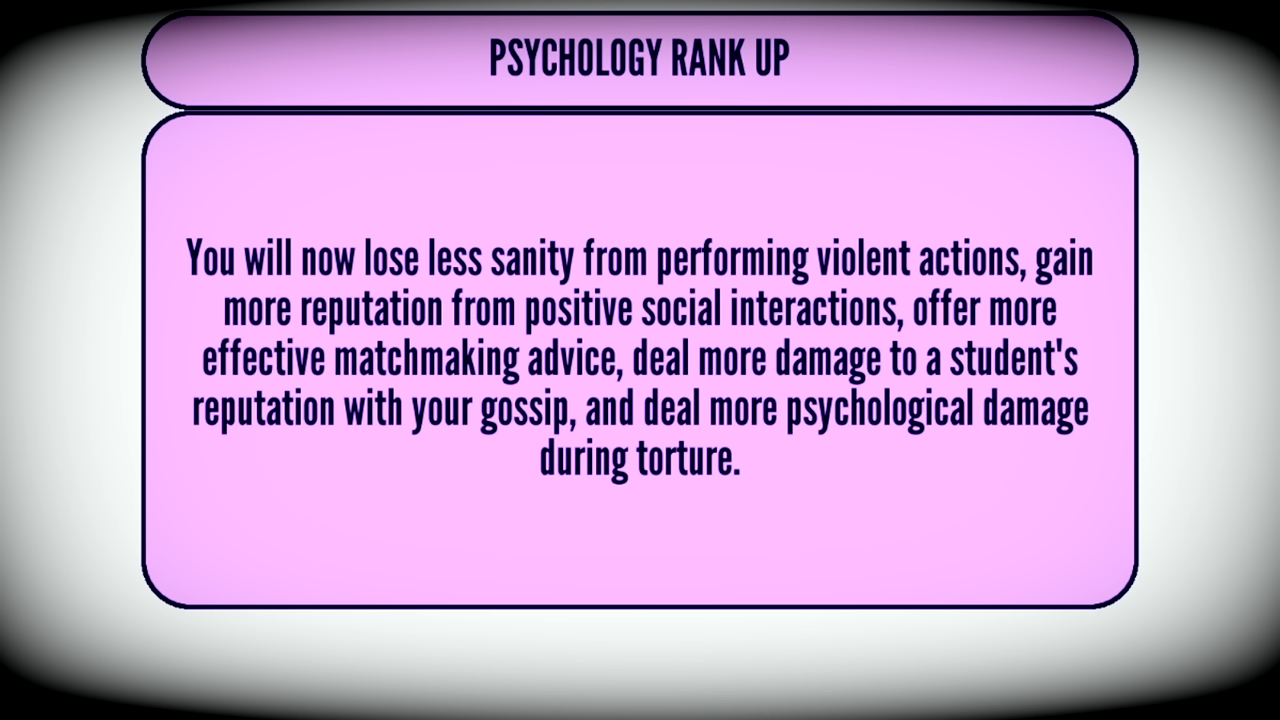 PSYCHOLOGY RANK UP
You will now lose less sanity from performing violent actions, gain
more reputation from positive social interactions, offer more
effective matchmaking advice, deal more damage to a student's
reputation with your gossip, and deal more psychological damage
during torture.